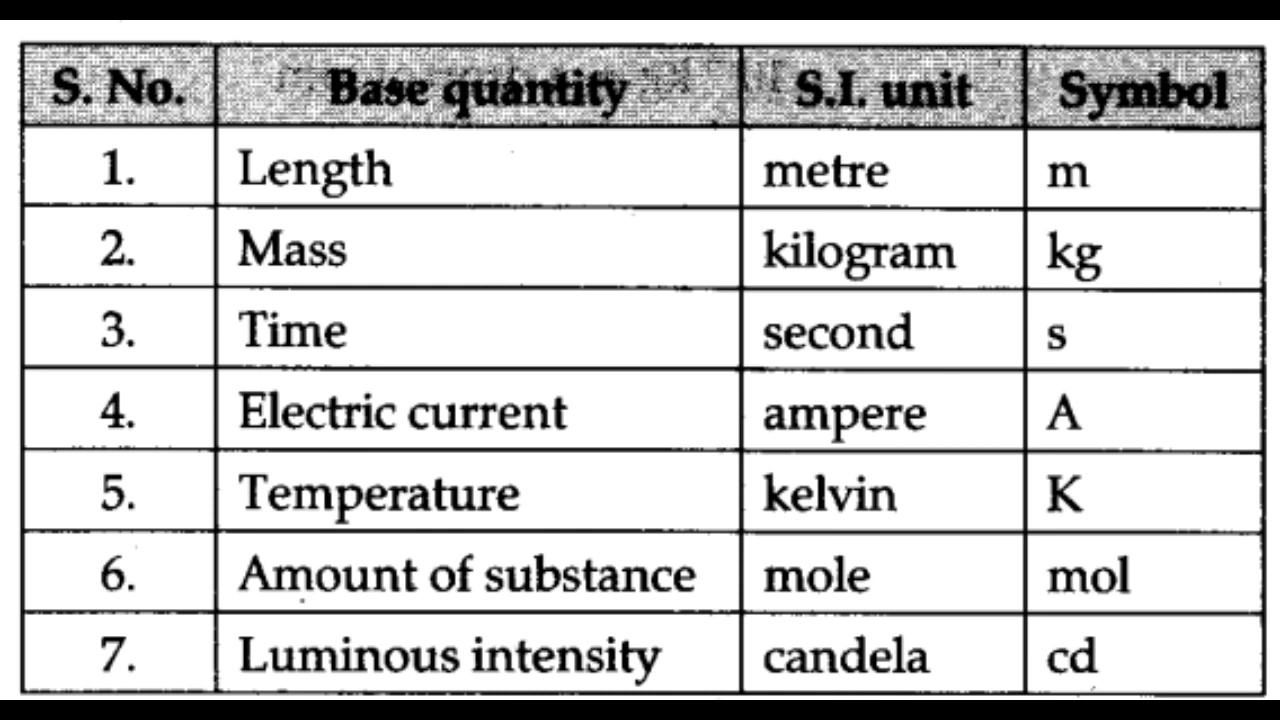 S. No. Base quantity S.I. unit Symbol
1. Length metre m
2. Mass kilogram kg
3. Time second s
4. Electric current ampere A
5. Temperature kelvin K
6. Amount of substance mole mol
7. Luminous intensity candela cd